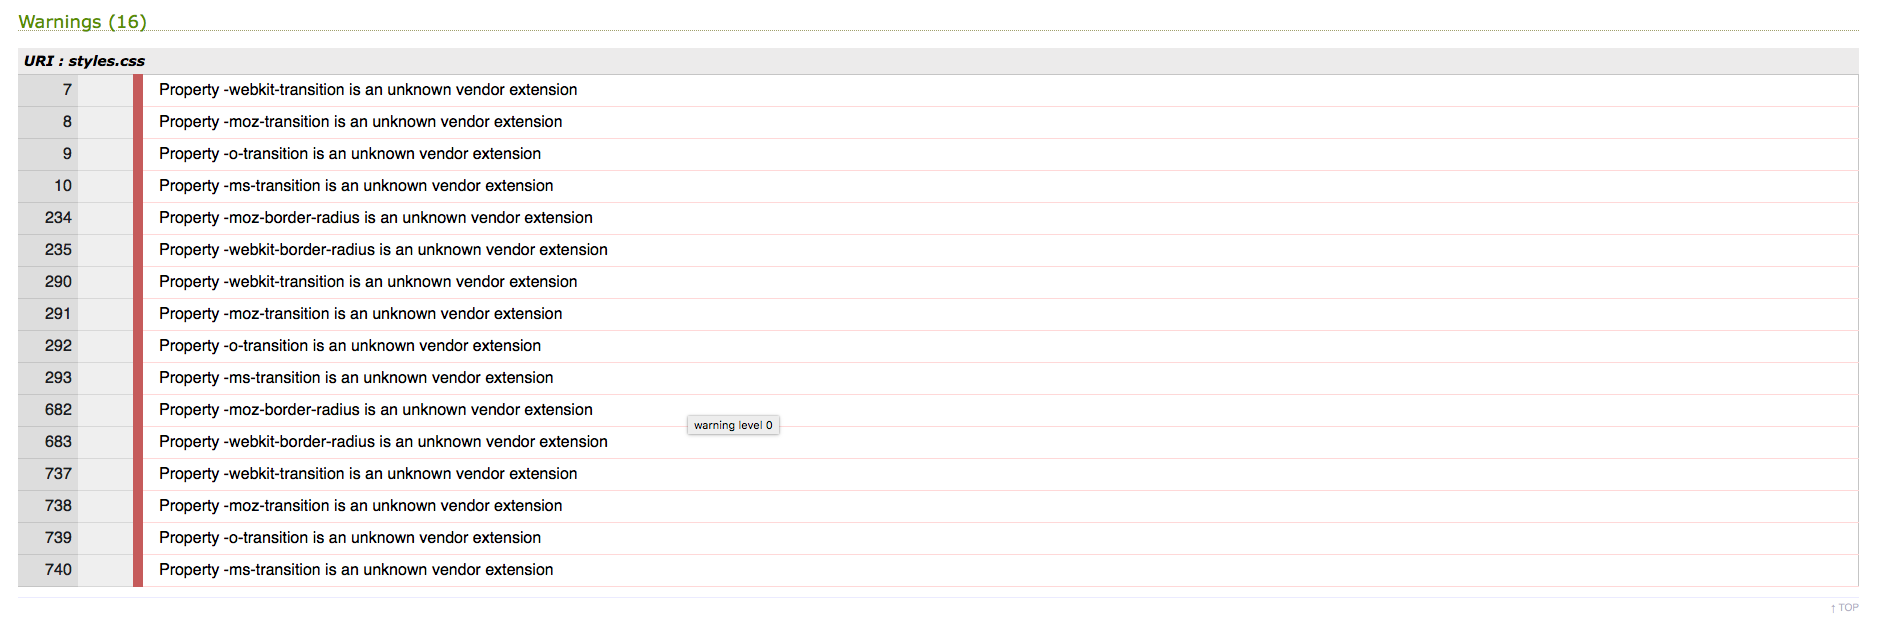 Warnings (16)
URI : styles.css
7 Property -webkit-transition is an unknown vendor extension
8 Property -moz-transition is an unknown vendor extension
9 Property -o-transition is an unknown vendor extension
10 Property -ms-transition is an unknown vendor extension
234 Property -moz-border-radius is an unknown vendor extension
235 Property -webkit-border-radius is an unknown vendor extension
290 Property -webkit-transition is an unknown vendor extension
291 Property -moz-transition is an unknown vendor extension
292 Property -o-transition is an unknown vendor extension
293 Property -ms-transition is an unknown vendor extension
682 Property -moz-border-radius is an unknown vendor extension
warning level 0
683 Property -webkit-border-radius is an unknown vendor extension
737 Property -webkit-transition is an unknown vendor extension
738 Property -moz-transition is an unknown vendor extension
739 Property -o-transition is an unknown vendor extension
740 Property -ms-transition is an unknown vendor extension
↑ TOP